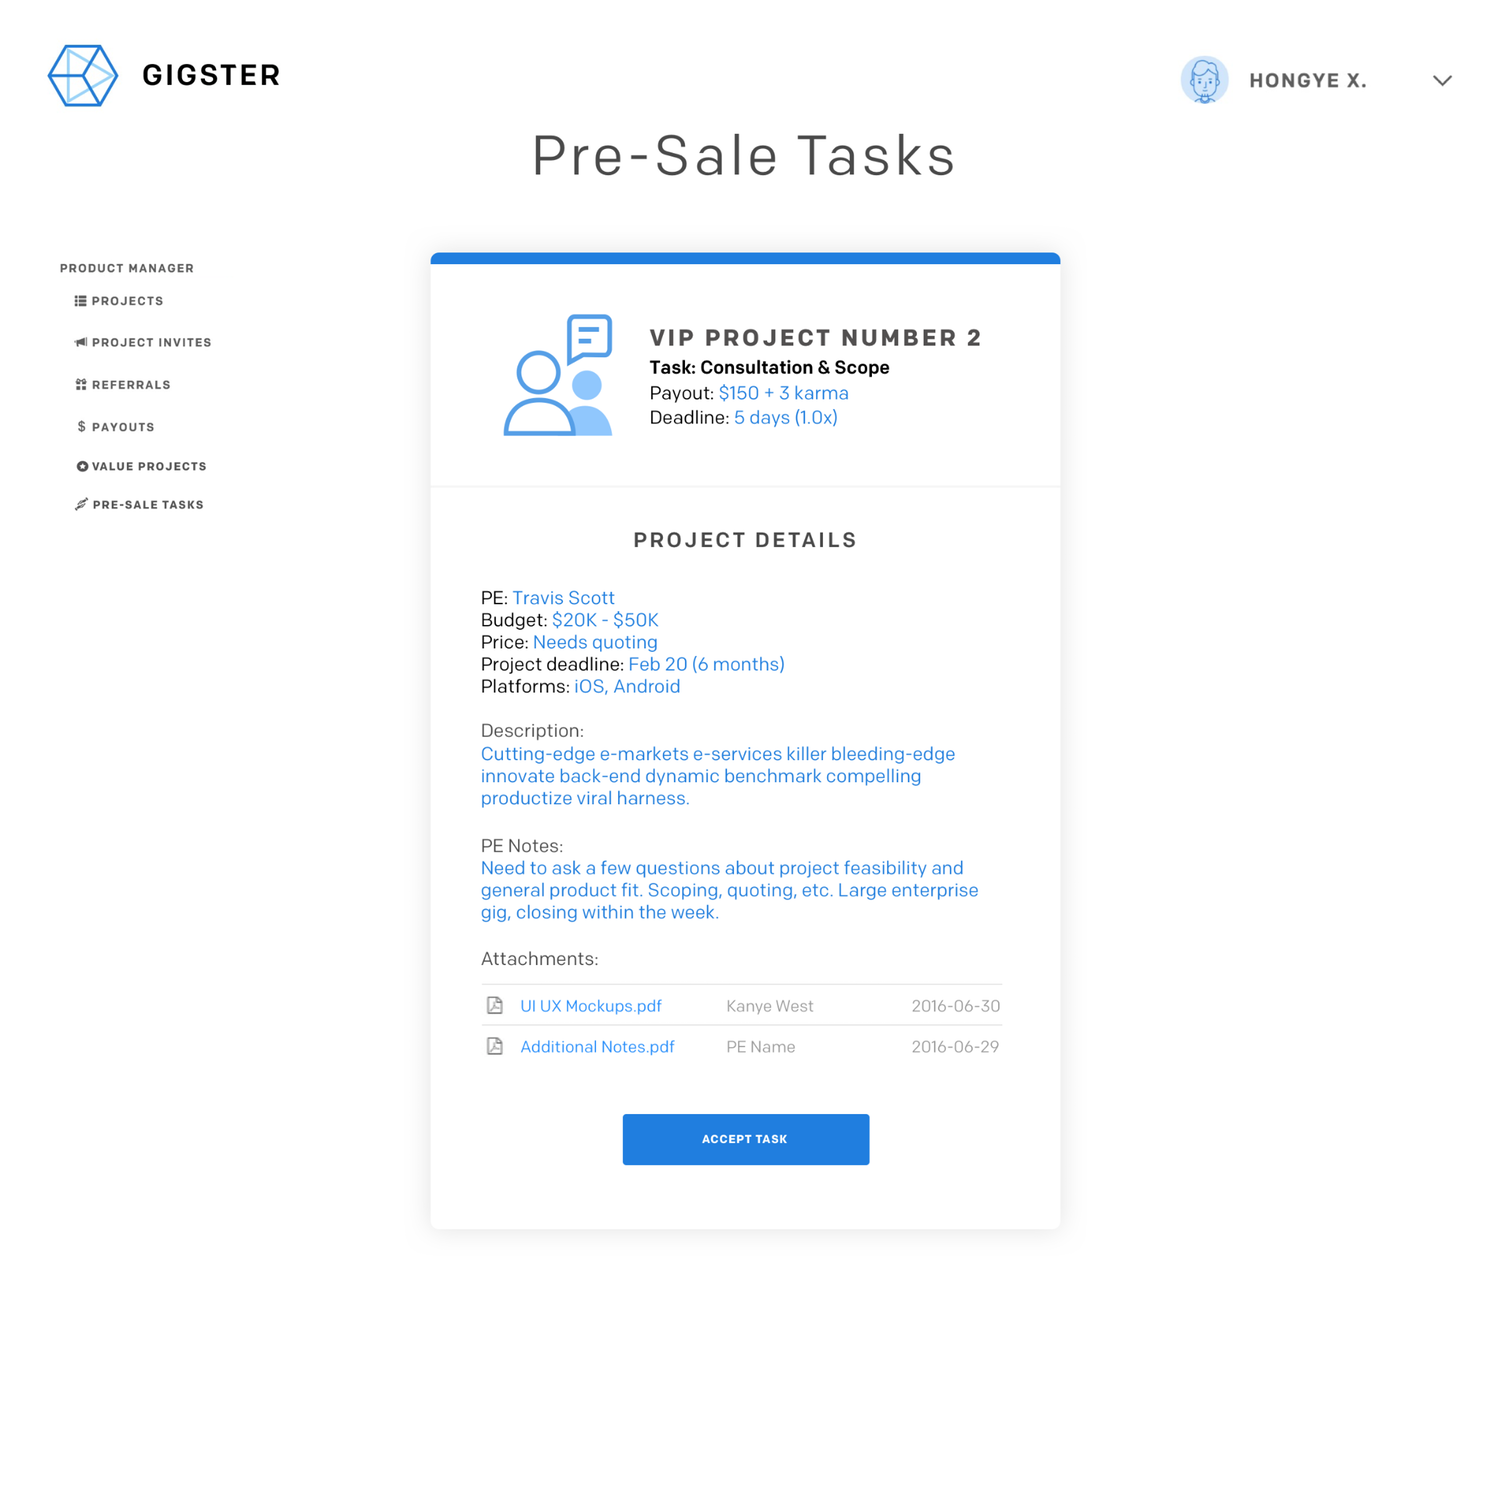 GIGSTER
HONGYE X.
Pre-Sale Tasks
PRODUCT MANAGER
PROJECTS
PROJECT INVITES
REFERRALS
$ PAYOUTS
VALUE PROJECTS
PRE-SALE TASKS
VIP PROJECT NUMBER 2
Task: Consultation & Scope
Payout: $150 + 3 karma
Deadline: 5 days (1.0x)
PROJECT DETAILS
PE: Travis Scott
Budget: $20K - $50K
Price: Needs quoting
Project deadline: Feb 20 (6 months)
Platforms: iOS, Android
Description:
Cutting-edge e-markets e-services killer bleeding-edge
innovate back-end dynamic benchmark compelling
productize viral harness.
PE Notes:
Need to ask a few questions about project feasibility and
general product fit. Scoping, quoting, etc. Large enterprise
gig, closing within the week.
Attachments:
UI UX Mockups.pdf Kanye West 2016-06-30
Additional Notes.pdf PE Name 2016-06-29
ACCEPT TASK